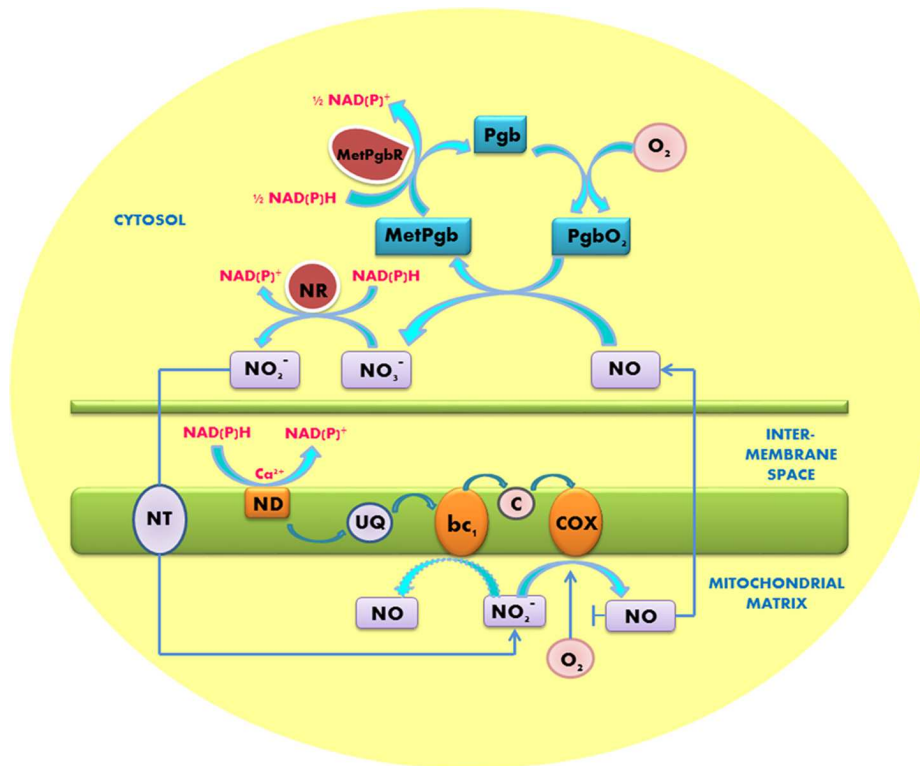 ½ NAD(P)⁺
Pgb
MetPgbR
O₂
½ NAD(P)H
CYTOSOL
MetPgb
PgbO₂
NAD(P)⁺
NR
NAD(P)H
NO₂⁻
NO₃⁻
NO
NAD(P)H
NAD(P)⁺
INTER-
MEMBRANE
SPACE
Ca²⁺
ND
NT
UQ
bc₁
C
COX
NO
NO₂⁻
NO
MITOCHONDRIAL
MATRIX
O₂